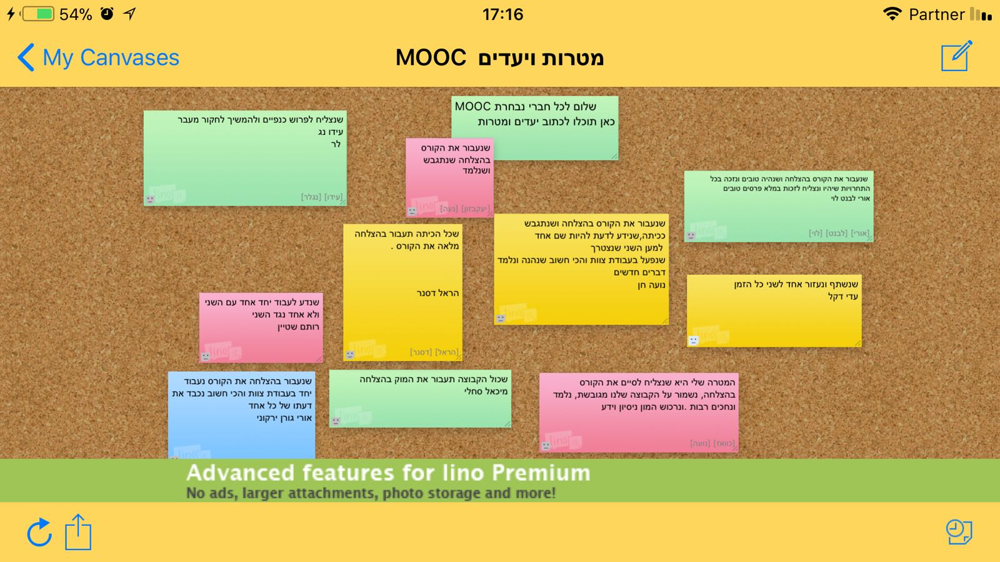 54%
17:16
Partner
My Canvases
מטרות ויעדים MOOC
שלום לכל חברי נבחרת MOOC
כאן תוכלו לכתוב יעדים ומטרות
שנצליח לפרוש כנפיים ולהמשיך לחקור מעבר
עידו נג
לר
[עידו] [נגלר]
שנעבור את הקורס
בהצלחה שנתגבש
ושנלמד
[יעקבזון] [נעה]
שנעבור את הקורס בהצלחה ושנהיה טובים ונזכה בכל
התחרויות שיהיו ונצליח לזכות במלא פרסים טובים
אורי לבנט לוי
[אורי] [לבנט] [לוי]
שנעבור את הקורס בהצלחה ושנתגבש
ככיתה,שנידע לדעת להיות שם אחד
למען השני שנצטרך
שנפעל בעבודת צוות והכי חשוב שנהנה ונלמד
דברים חדשים
נועה חן
שכל הכיתה תעבור בהצלחה
מלאה את הקורס .
הראל דסנר
[הראל] [דסנר]
שנשתף ונעזור אחד לשני כל הזמן
עדי דקל
שנדע לעבוד יחד אחד עם השני
ולא אחד נגד השני
רותם שטיין
שנעבור בהצלחה את הקורס נעבוד
יחד בעבודת צוות והכי חשוב נכבד את
דעתו של כל אחד
אורי גורן ירקוני
שכול הקבוצה תעבור את המוק בהצלחה
מיכאל סחלי
המטרה שלי היא שנצליח לסיים את הקורס
בהצלחה, נשמור על הקבוצה שלנו מגובשת, נלמד
ונחכים רבות .ונרכוש המון ניסיון וידע
[כוואז] [נועה]
Advanced features for lino Premium
No ads, larger attachments, photo storage and more!